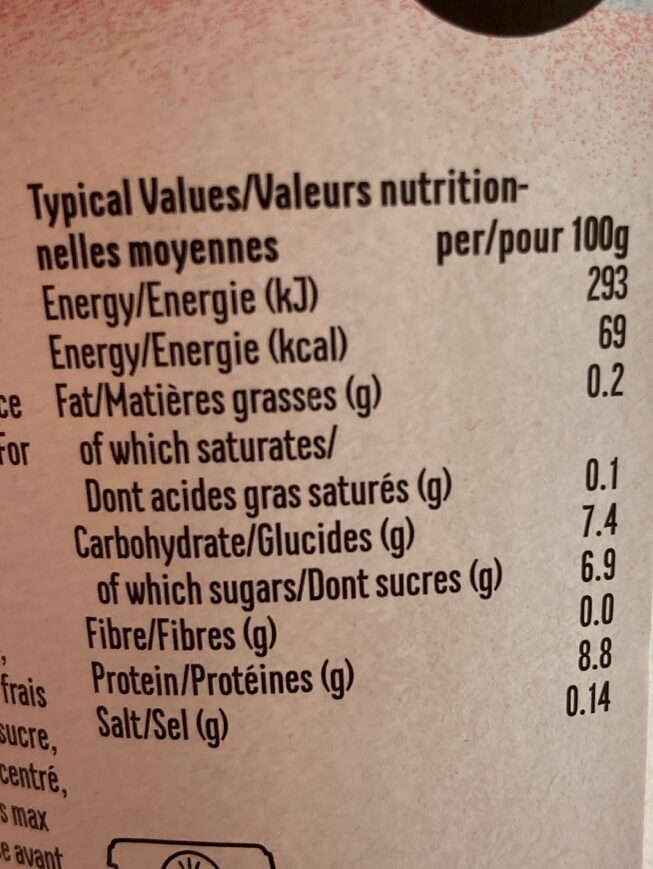 Typical Values/Valeurs nutrition-
nelles moyennes per/pour 100g
Energy/Energie (kJ) 293
Energy/Energie (kcal) 69
Fat/Matières grasses (g) 0.2
of which saturates/
Dont acides gras saturés (g) 0.1
Carbohydrate/Glucides (g) 7.4
of which sugars/Dont sucres (g) 6.9
Fibre/Fibres (g) 0.0
Protein/Protéines (g) 8.8
Salt/Sel (g) 0.14
ce
For
,
frais
sucre,
centré,
s max
e avant